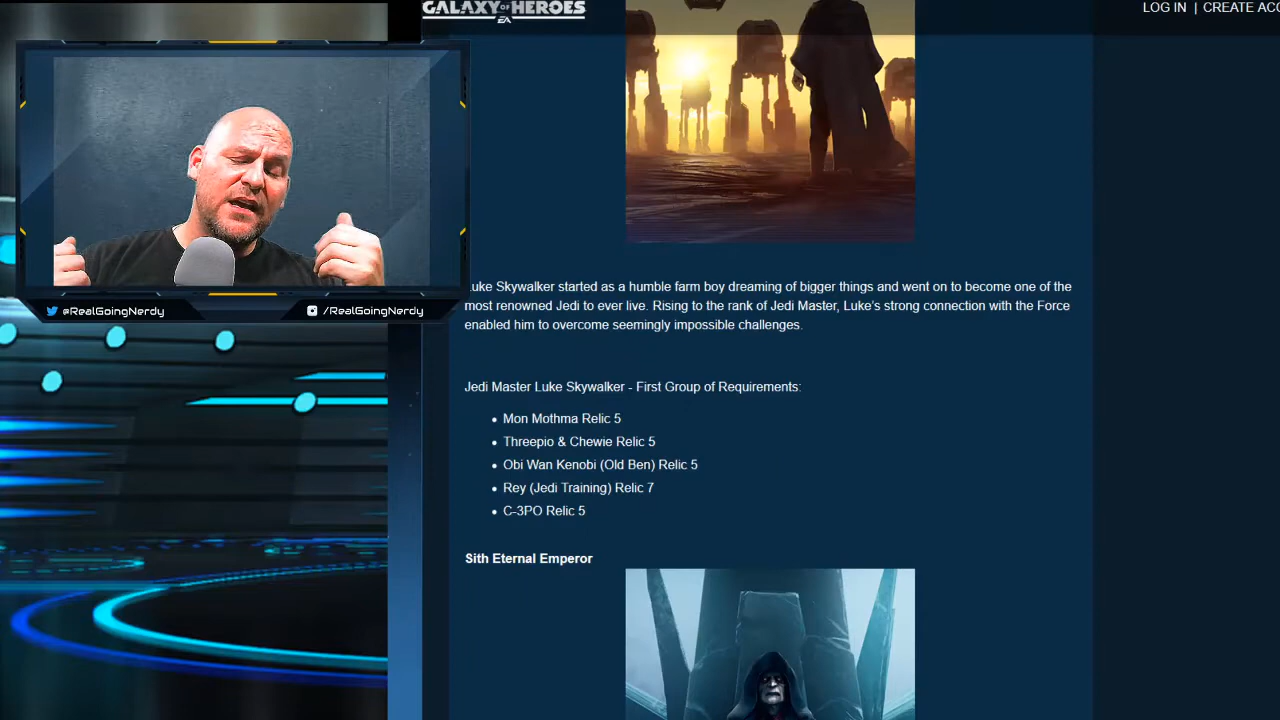 GALAXY OF HEROES
EA
LOG IN | CREATE
@RealGoingNerdy
/RealGoingNerdy
Luke Skywalker started as a humble farm boy dreaming of bigger things and went on to become one of the
most renowned Jedi to ever live. Rising to the rank of Jedi Master, Luke's strong connection with the Force
enabled him to overcome seemingly impossible challenges.
Jedi Master Luke Skywalker - First Group of Requirements:
• Mon Mothma Relic 5
• Threepio & Chewie Relic 5
• Obi Wan Kenobi (Old Ben) Relic 5
• Rey (Jedi Training) Relic 7
• C-3PO Relic 5
Sith Eternal Emperor